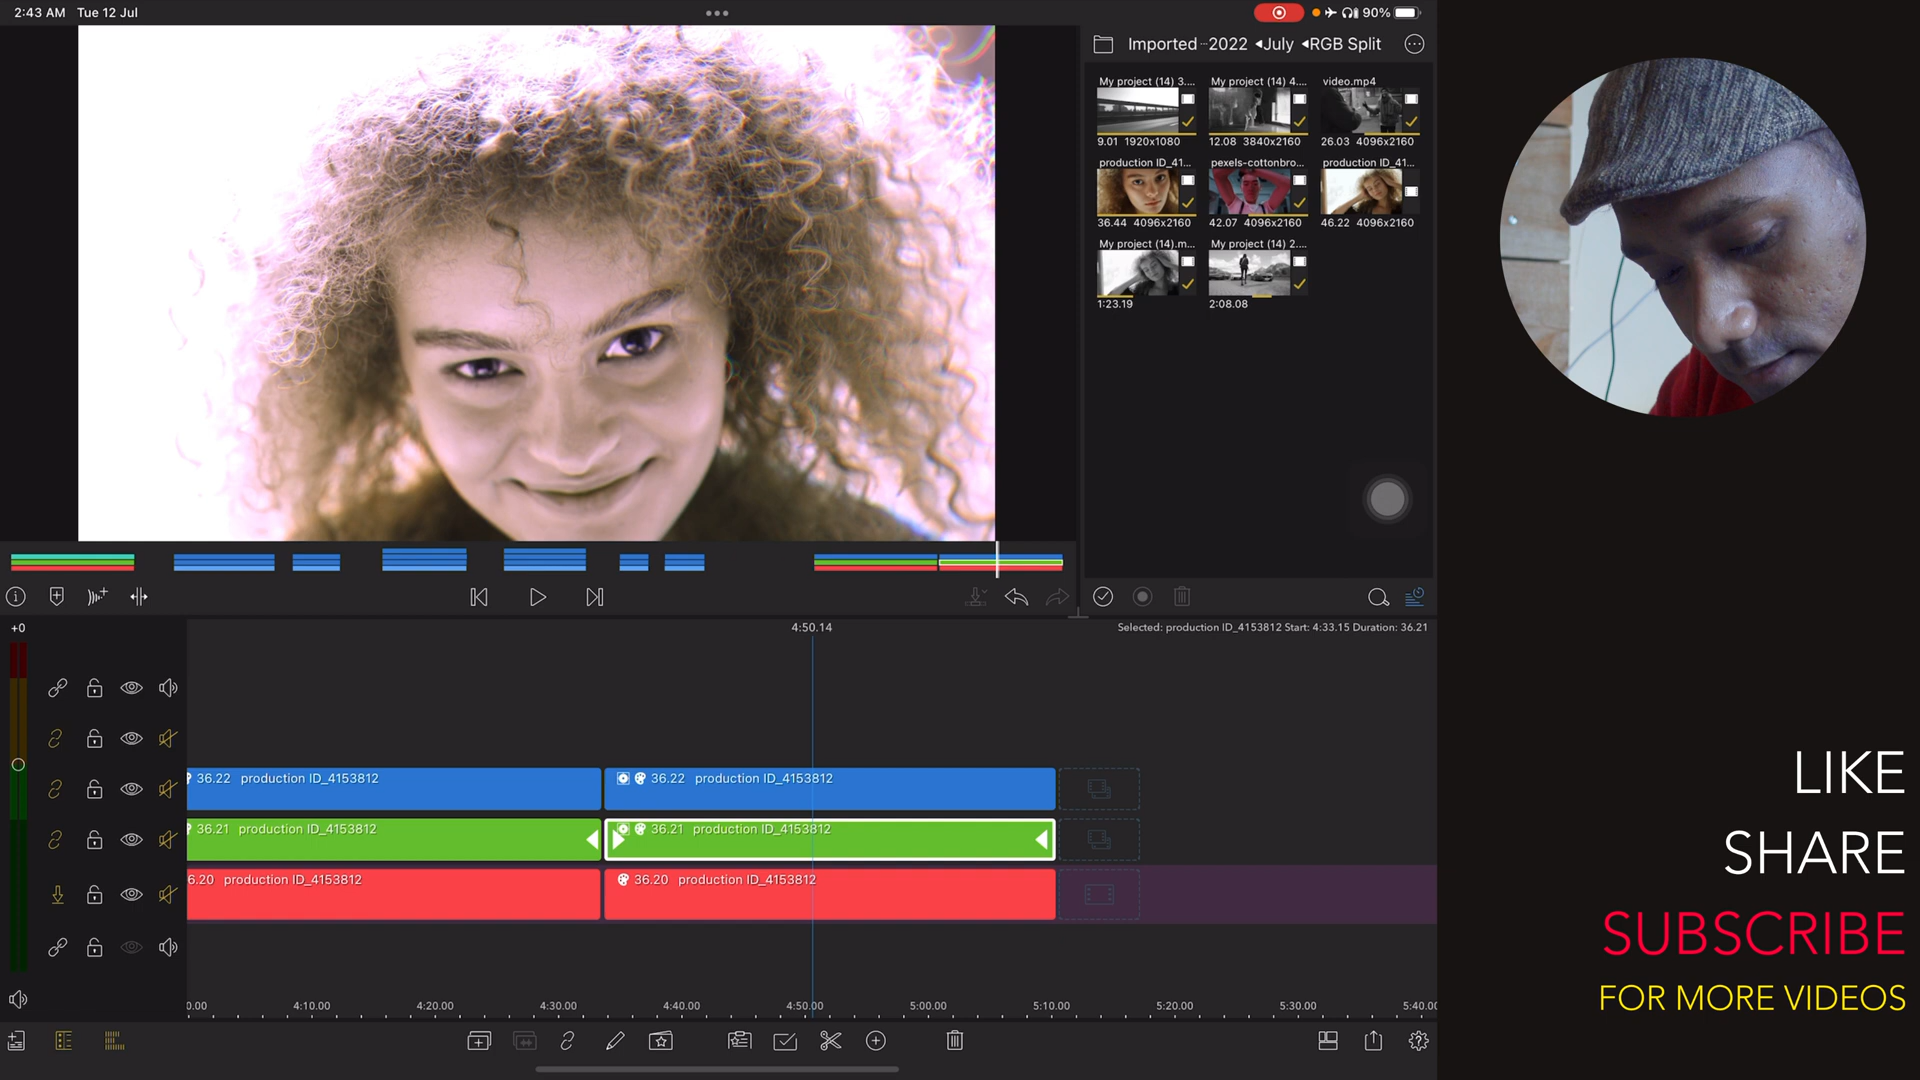 2:43 AM Tue 12 Jul
90%
Imported ··2022 ◂July ◂RGB Split
My project (14) 3....
My project (14) 4....
video.mp4
9.01 1920x1080
12.08 3840x2160
26.03 4096x2160
production ID_41...
pexels-cottonbro...
production ID_41...
36.44 4096x2160
42.07 4096x2160
46.22 4096x2160
My project (14).m...
My project (14) 2....
1:23.19
2:08.08
+0
4:50.14
Selected: production ID_4153812 Start: 4:33.15 Duration: 36.21
36.22 production ID_4153812
36.22 production ID_4153812
36.21 production ID_4153812
36.21 production ID_4153812
6.20 production ID_4153812
36.20 production ID_4153812
0.00 4:10.00 4:20.00 4:30.00 4:40.00 4:50.00 5:00.00 5:10.00 5:20.00 5:30.00 5:40.0
LIKE
SHARE
SUBSCRIBE
FOR MORE VIDEOS